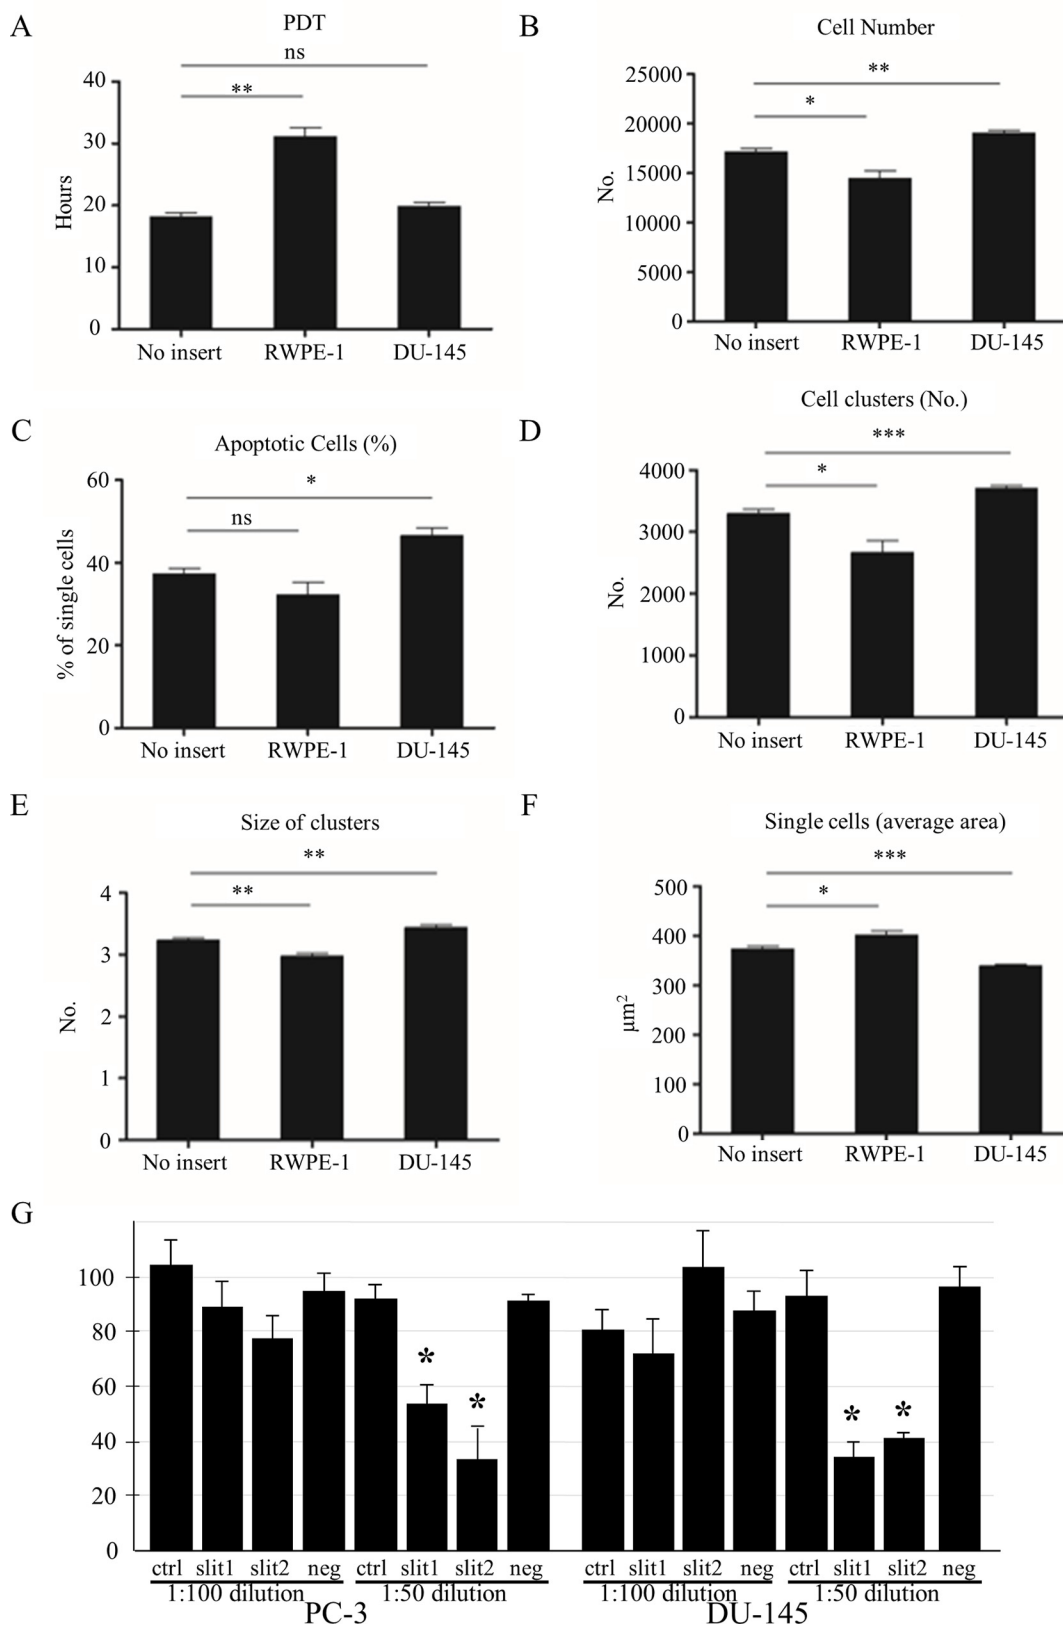 A
PDT
ns
**
40
30
20
10
0
Hours
No insert RWPE-1 DU-145
B
Cell Number
**
*
25000
20000
15000
10000
5000
0
No.
No insert RWPE-1 DU-145
C
Apoptotic Cells (%)
*
ns
60
40
20
0
% of single cells
No insert RWPE-1 DU-145
D
Cell clusters (No.)
***
*
4000
3000
2000
1000
0
No.
No insert RWPE-1 DU-145
E
Size of clusters
**
**
4
3
2
1
0
No.
No insert RWPE-1 DU-145
F
Single cells (average area)
***
*
500
400
300
200
100
0
µm²
No insert RWPE-1 DU-145
G
100
80
60
40
20
0
* * * *
ctrl slit1 slit2 neg ctrl slit1 slit2 neg ctrl slit1 slit2 neg ctrl slit1 slit2 neg
1:100 dilution 1:50 dilution 1:100 dilution 1:50 dilution
PC-3 DU-145